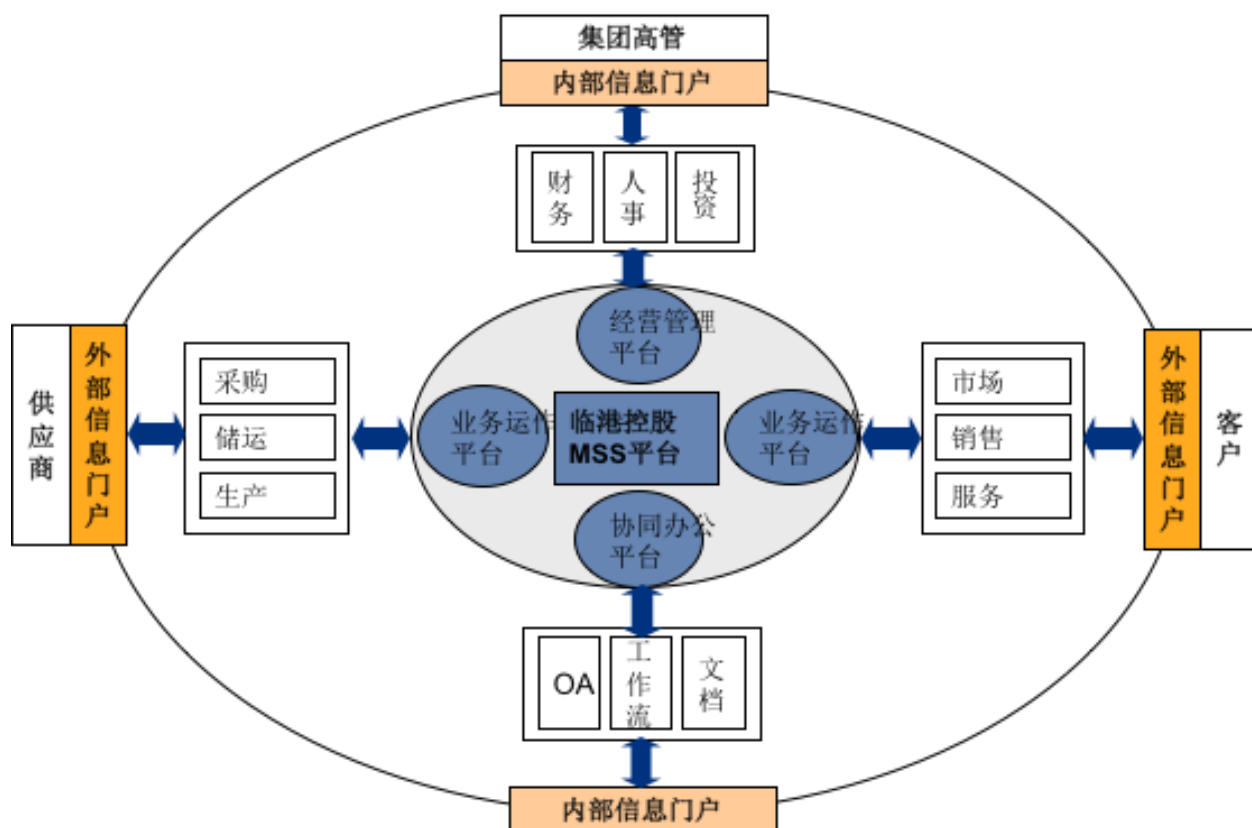 集团高管
内部信息门户
财务
人事
投资
经营管理
平台
供应商
外部信息门户
采购
储运
生产
业务运作
平台
临港控股
MSS平台
业务运作
平台
市场
销售
服务
外部信息门户
客户
协同办公
平台
OA
工作流
文档
内部信息门户